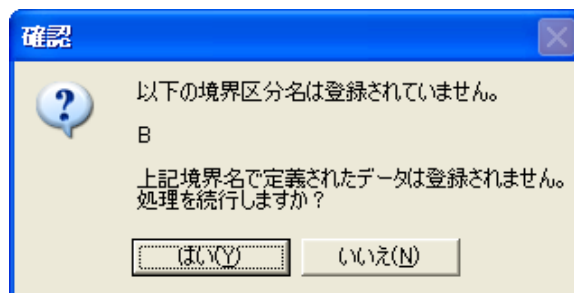 確認
以下の境界区分名は登録されていません。
B
上記境界名で定義されたデータは登録されません。
処理を続行しますか？
はい(Y)
いいえ(N)